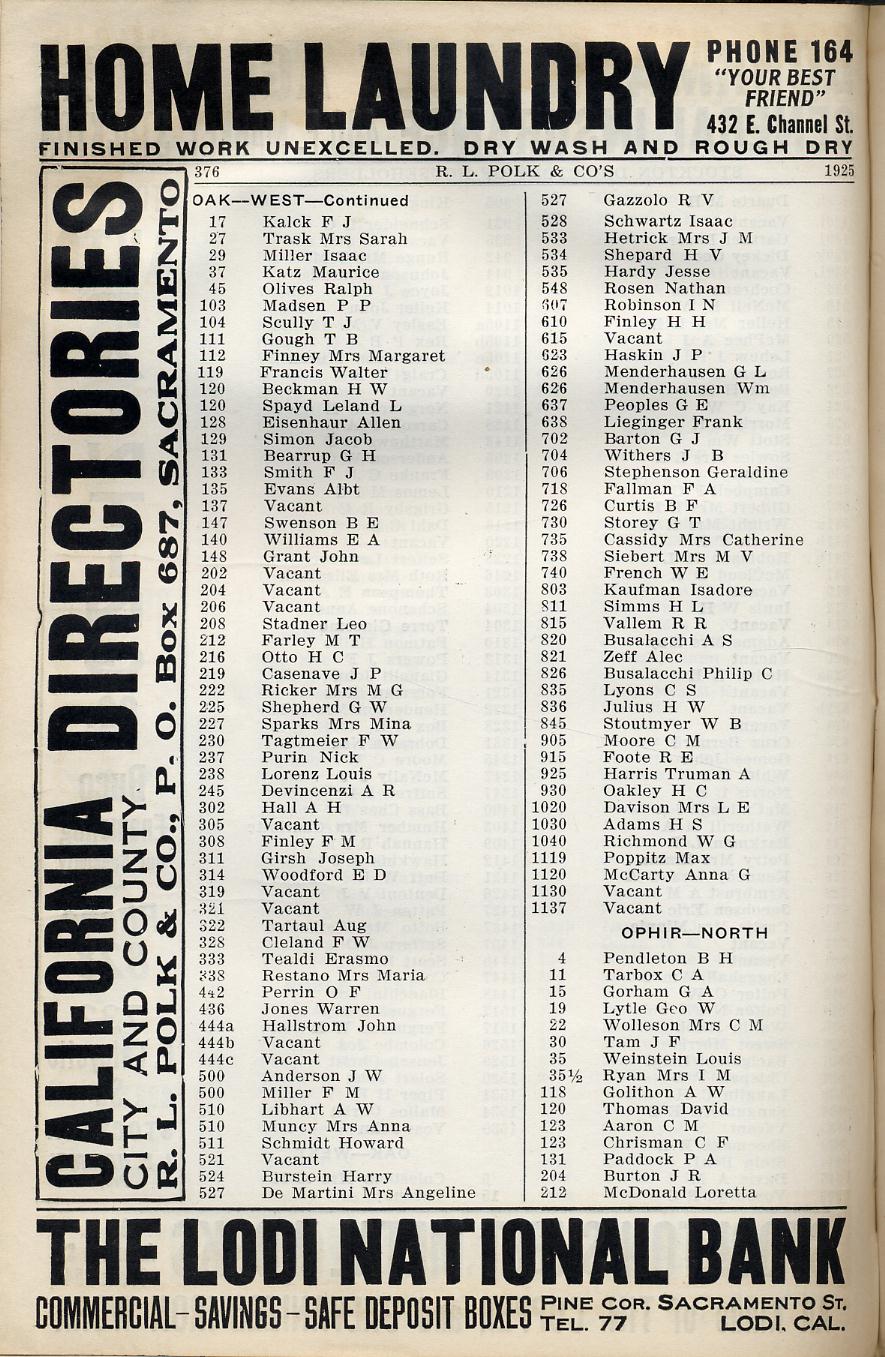 HOME LAUNDRY
PHONE 164
"YOUR BEST
FRIEND"
432 E. Channel St.
FINISHED WORK UNEXCELLED. DRY WASH AND ROUGH DRY
376 R. L. POLK & CO'S 1925
CALIFORNIA DIRECTORIES
CITY AND COUNTY
R. L. POLK & CO., P. O. Box 687, SACRAMENTO
OAK—WEST—Continued
17 Kalck F J
27 Trask Mrs Sarah
29 Miller Isaac
37 Katz Maurice
45 Olives Ralph
103 Madsen P P
104 Scully T J
111 Gough T B
112 Finney Mrs Margaret
119 Francis Walter
120 Beckman H W
120 Spayd Leland L
128 Eisenhaur Allen
129 Simon Jacob
131 Bearrup G H
133 Smith F J
135 Evans Albt
137 Vacant
147 Swenson B E
140 Williams E A
148 Grant John
202 Vacant
204 Vacant
206 Vacant
208 Stadner Leo
212 Farley M T
216 Otto H C
219 Casenave J P
222 Ricker Mrs M G
225 Shepherd G W
227 Sparks Mrs Mina
230 Tagtmeier F W
237 Purin Nick
238 Lorenz Louis
245 Devincenzi A R
302 Hall A H
305 Vacant
308 Finley F M
311 Girsh Joseph
314 Woodford E D
319 Vacant
321 Vacant
322 Tartaul Aug
328 Cleland F W
333 Tealdi Erasmo
338 Restano Mrs Maria
442 Perrin O F
436 Jones Warren
444a Hallstrom John
444b Vacant
444c Vacant
500 Anderson J W
500 Miller F M
510 Libhart A W
510 Muncy Mrs Anna
511 Schmidt Howard
521 Vacant
524 Burstein Harry
527 De Martini Mrs Angeline
527 Gazzolo R V
528 Schwartz Isaac
533 Hetrick Mrs J M
534 Shepard H V
535 Hardy Jesse
548 Rosen Nathan
607 Robinson I N
610 Finley H H
615 Vacant
623 Haskin J P
626 Menderhausen G L
626 Menderhausen Wm
637 Peoples G E
638 Lieginger Frank
702 Barton G J
704 Withers J B
706 Stephenson Geraldine
718 Fallman F A
726 Curtis B F
730 Storey G T
735 Cassidy Mrs Catherine
738 Siebert Mrs M V
740 French W E
803 Kaufman Isadore
811 Simms H L
815 Vallem R R
820 Busalacchi A S
821 Zeff Alec
826 Busalacchi Philip C
835 Lyons C S
836 Julius H W
845 Stoutmyer W B
905 Moore C M
915 Foote R E
925 Harris Truman A
930 Oakley H C
1020 Davison Mrs L E
1030 Adams H S
1040 Richmond W G
1119 Poppitz Max
1120 McCarty Anna G
1130 Vacant
1137 Vacant
OPHIR—NORTH
4 Pendleton B H
11 Tarbox C A
15 Gorham G A
19 Lytle Geo W
22 Wolleson Mrs C M
30 Tam J F
35 Weinstein Louis
35½ Ryan Mrs I M
118 Golithon A W
120 Thomas David
123 Aaron C M
123 Chrisman C F
131 Paddock P A
204 Burton J R
212 McDonald Loretta
THE LODI NATIONAL BANK
COMMERCIAL–SAVINGS–SAFE DEPOSIT BOXES
PINE COR. SACRAMENTO ST.
TEL. 77 LODI, CAL.